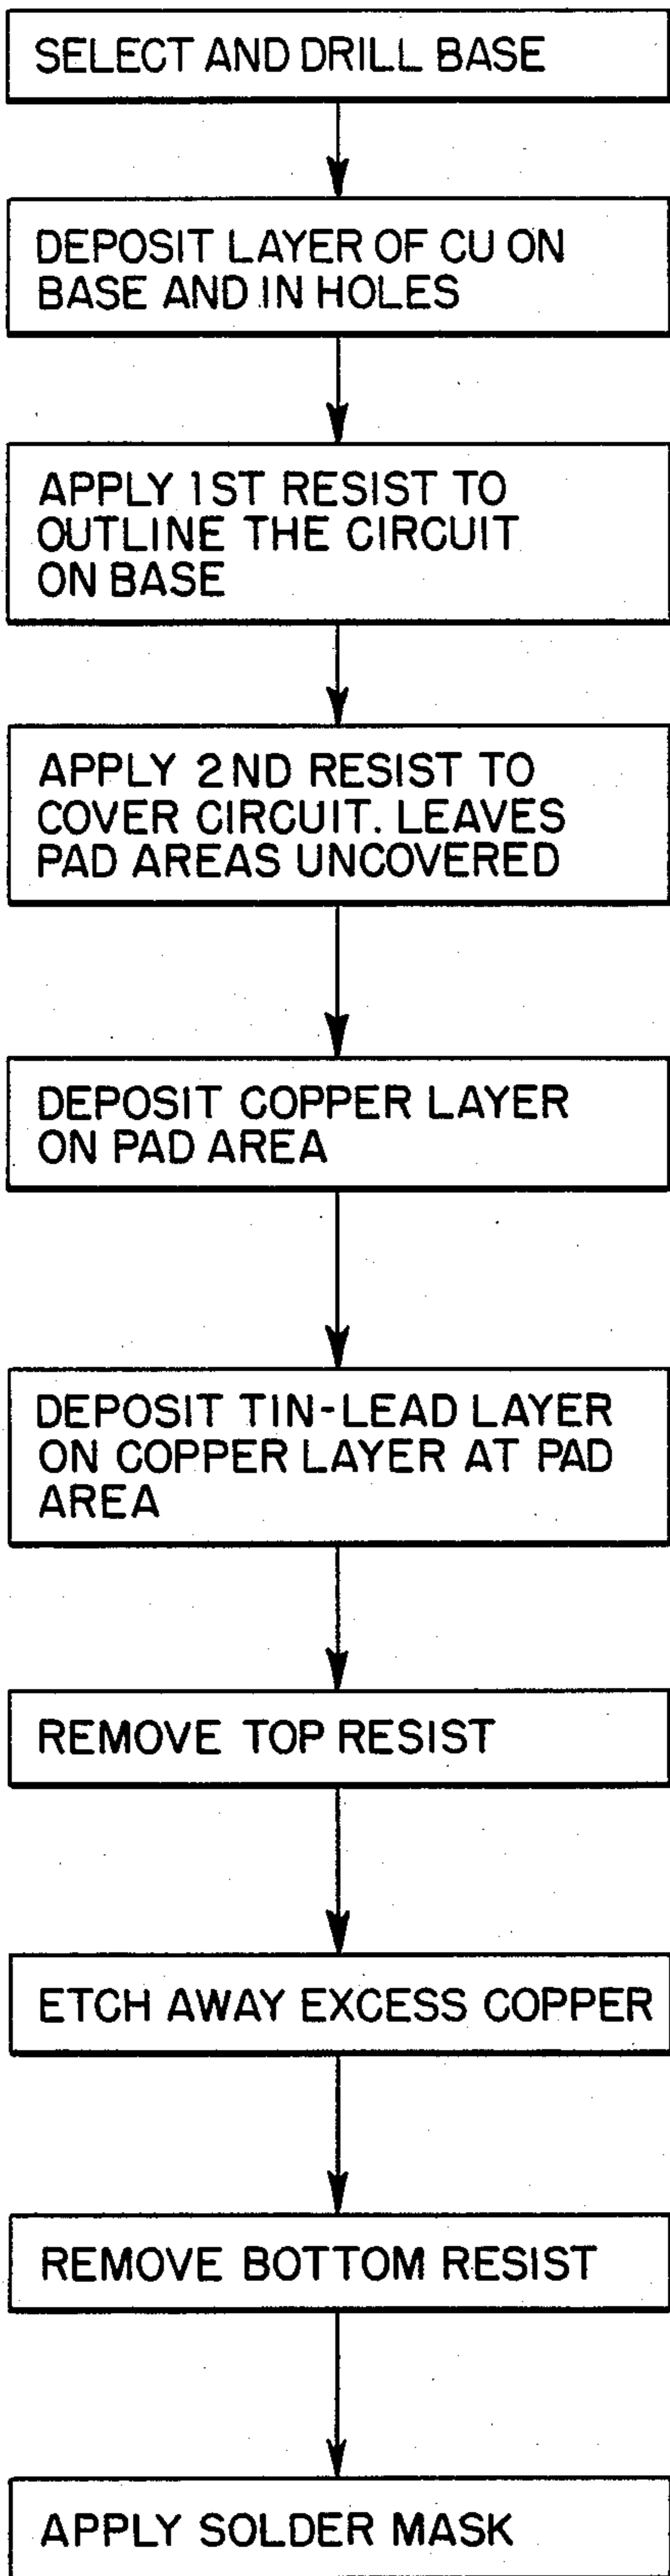 SELECT AND DRILL BASE
DEPOSIT LAYER OF CU ON
BASE AND IN HOLES
APPLY 1ST RESIST TO
OUTLINE THE CIRCUIT
ON BASE
APPLY 2ND RESIST TO
COVER CIRCUIT. LEAVES
PAD AREAS UNCOVERED
DEPOSIT COPPER LAYER
ON PAD AREA
DEPOSIT TIN-LEAD LAYER
ON COPPER LAYER AT PAD
AREA
REMOVE TOP RESIST
ETCH AWAY EXCESS COPPER
REMOVE BOTTOM RESIST
APPLY SOLDER MASK